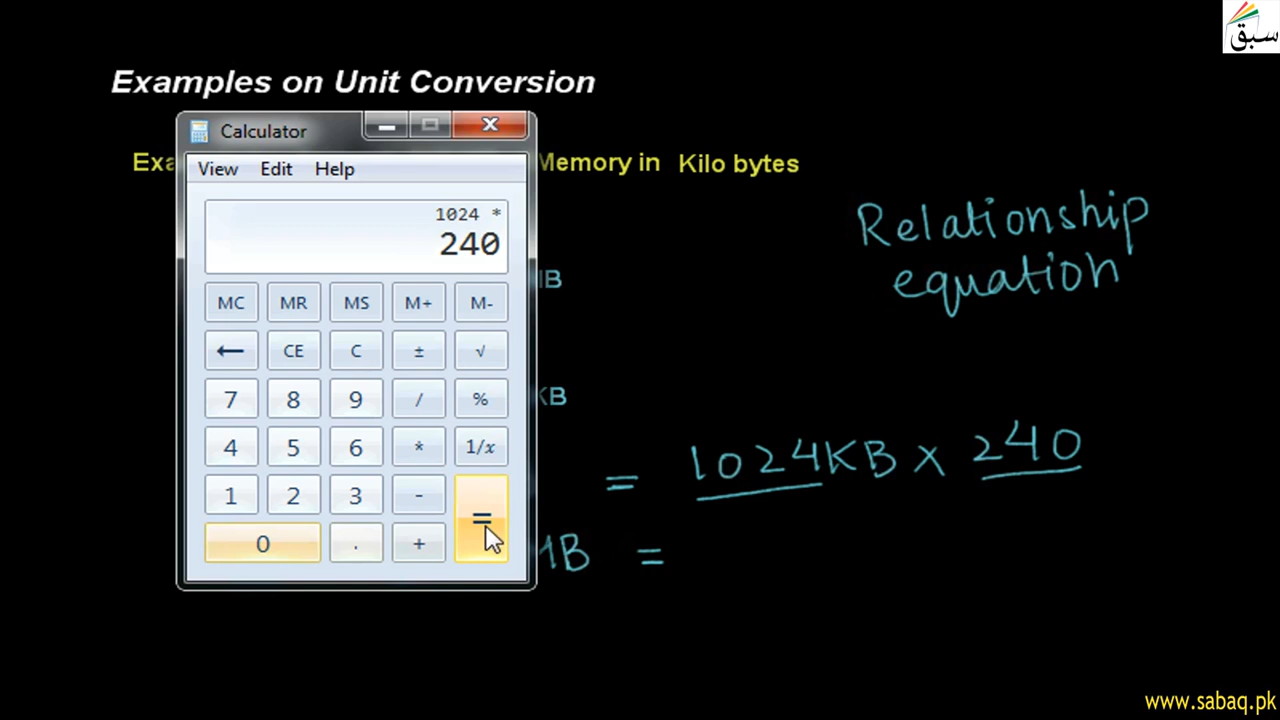 سبق
Examples on Unit Conversion
Calculator
Memory in Kilo bytes
View Edit Help
1024 *
240
Relationship
equation
MC MR MS M+ M-
← CE C ± √
KB
7 8 9 / %
4 5 6 * 1/x
= 1024KB x 240
1 2 3 - =
0 . +
MB =
www.sabaq.pk